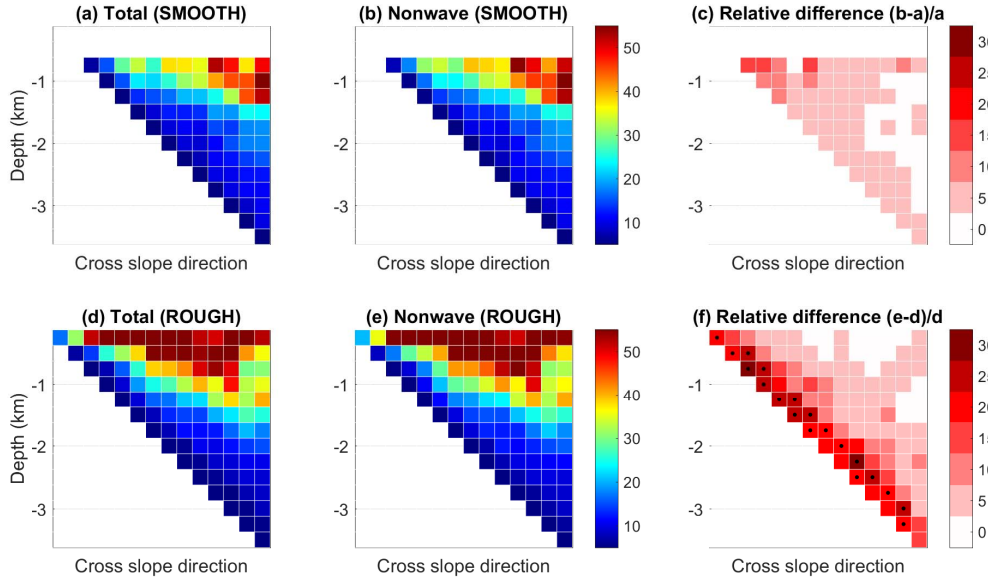 (a) Total (SMOOTH)
(b) Nonwave (SMOOTH)
(c) Relative difference (b-a)/a
Depth (km)
-1
-2
-3
Cross slope direction
Cross slope direction
50
40
30
20
10
Cross slope direction
30
25
20
15
10
5
0
(d) Total (ROUGH)
(e) Nonwave (ROUGH)
(f) Relative difference (e-d)/d
Depth (km)
-1
-2
-3
-1
-2
-3
-1
-2
-3
Cross slope direction
Cross slope direction
50
40
30
20
10
Cross slope direction
30
25
20
15
10
5
0